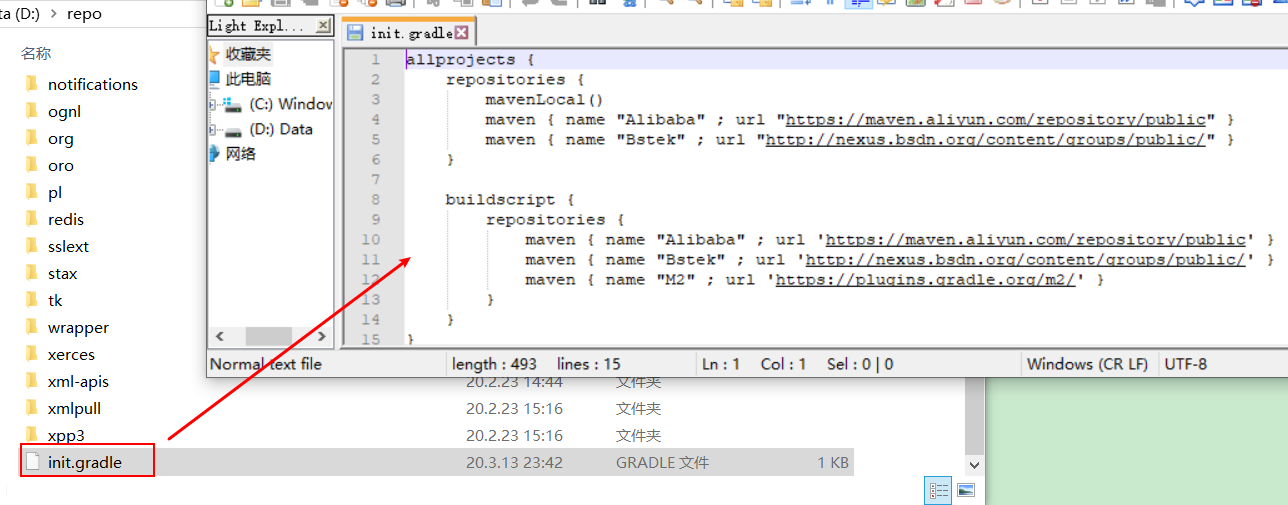 ta (D:) › repo
名称
notifications
ognl
org
oro
pl
redis
sslext
stax
tk
wrapper
xerces
xml-apis
xmlpull
xpp3
init.gradle
Light Expl...
收藏夹
此电脑
(C:) Window
(D:) Data
网络
init.gradle
1 allprojects {
2 repositories {
3 mavenLocal()
4 maven { name "Alibaba" ; url "https://maven.aliyun.com/repository/public" }
5 maven { name "Bstek" ; url "http://nexus.bsdn.org/content/groups/public/" }
6 }
7
8 buildscript {
9 repositories {
10 maven { name "Alibaba" ; url 'https://maven.aliyun.com/repository/public' }
11 maven { name "Bstek" ; url 'http://nexus.bsdn.org/content/groups/public/' }
12 maven { name "M2" ; url 'https://plugins.gradle.org/m2/' }
13 }
14 }
15 }
Normal text file length : 493 lines : 15 Ln : 1 Col : 1 Sel : 0 | 0 Windows (CR LF) UTF-8
20.2.23 14:44 文件夹
20.2.23 15:16 文件夹
20.2.23 15:16 文件夹
20.3.13 23:42 GRADLE 文件 1 KB